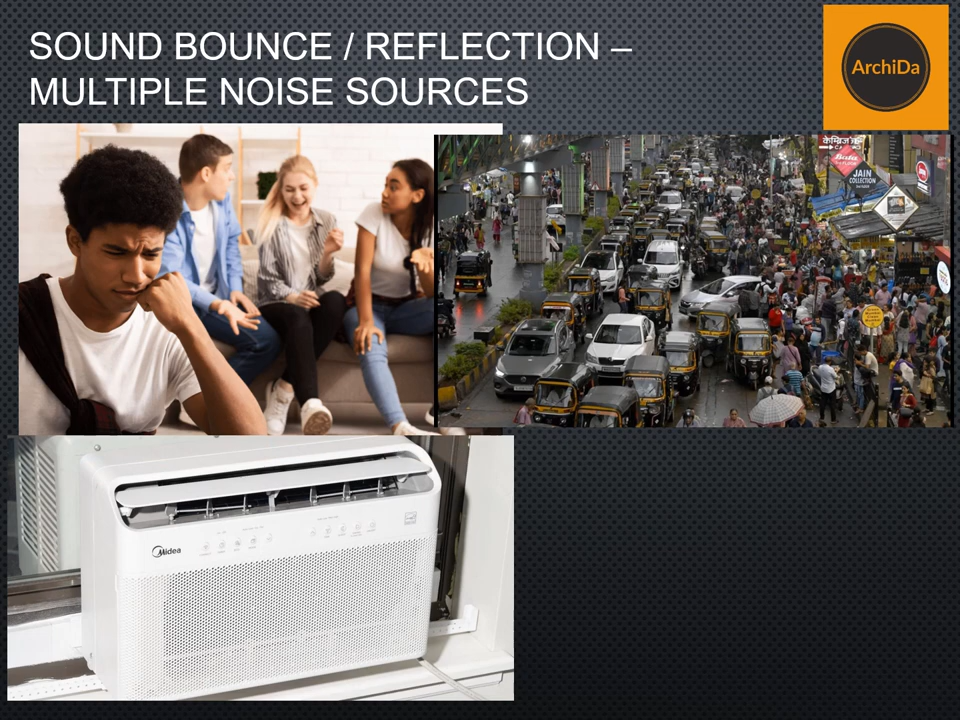 SOUND BOUNCE / REFLECTION –
MULTIPLE NOISE SOURCES
ArchiDa
JAIN
COLLECTION
Midea